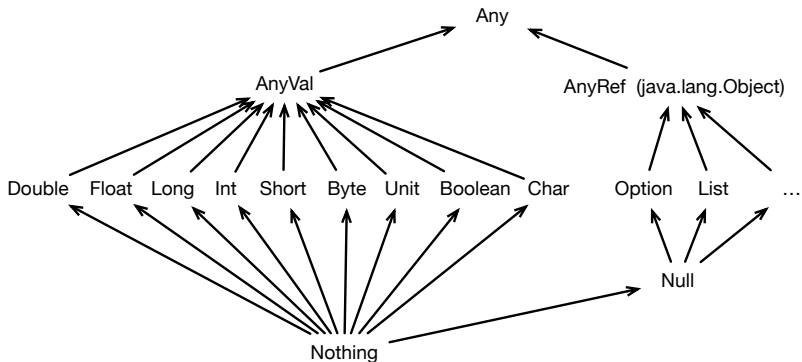 Any
AnyVal
AnyRef (java.lang.Object)
Double Float Long Int Short Byte Unit Boolean Char Option List …
Null
Nothing